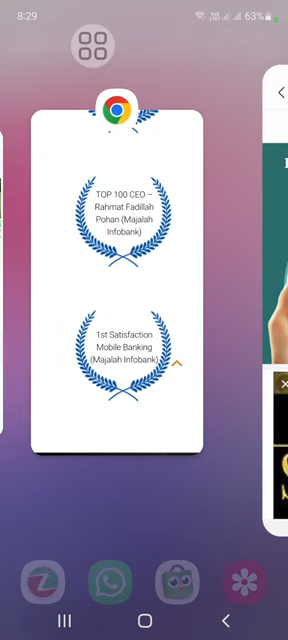 8:29
63%
TOP 100 CEO –
Rahmat Fadillah
Pohan (Majalah
Infobank)
1st Satisfaction
Mobile Banking
(Majalah Infobank)